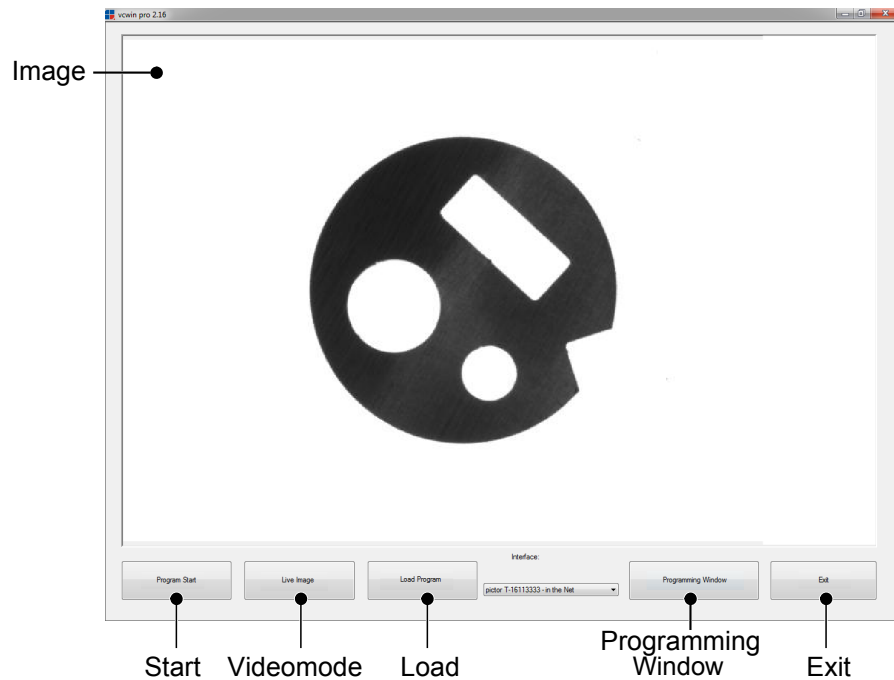 vcwin pro 2.16
Image
Interface:
Program Start
Live Image
Load Program
pictor T-16113333 - in the Net
Programming Window
Exit
Start
Videomode
Load
Programming
Window
Exit